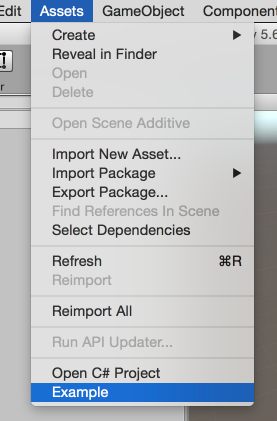 Edit Assets GameObject Component
y 5.6
r
Create
Reveal in Finder
Open
Delete
Open Scene Additive
Import New Asset...
Import Package
Export Package...
Find References In Scene
Select Dependencies
Refresh ⌘R
Reimport
Reimport All
Run API Updater...
Open C# Project
Example